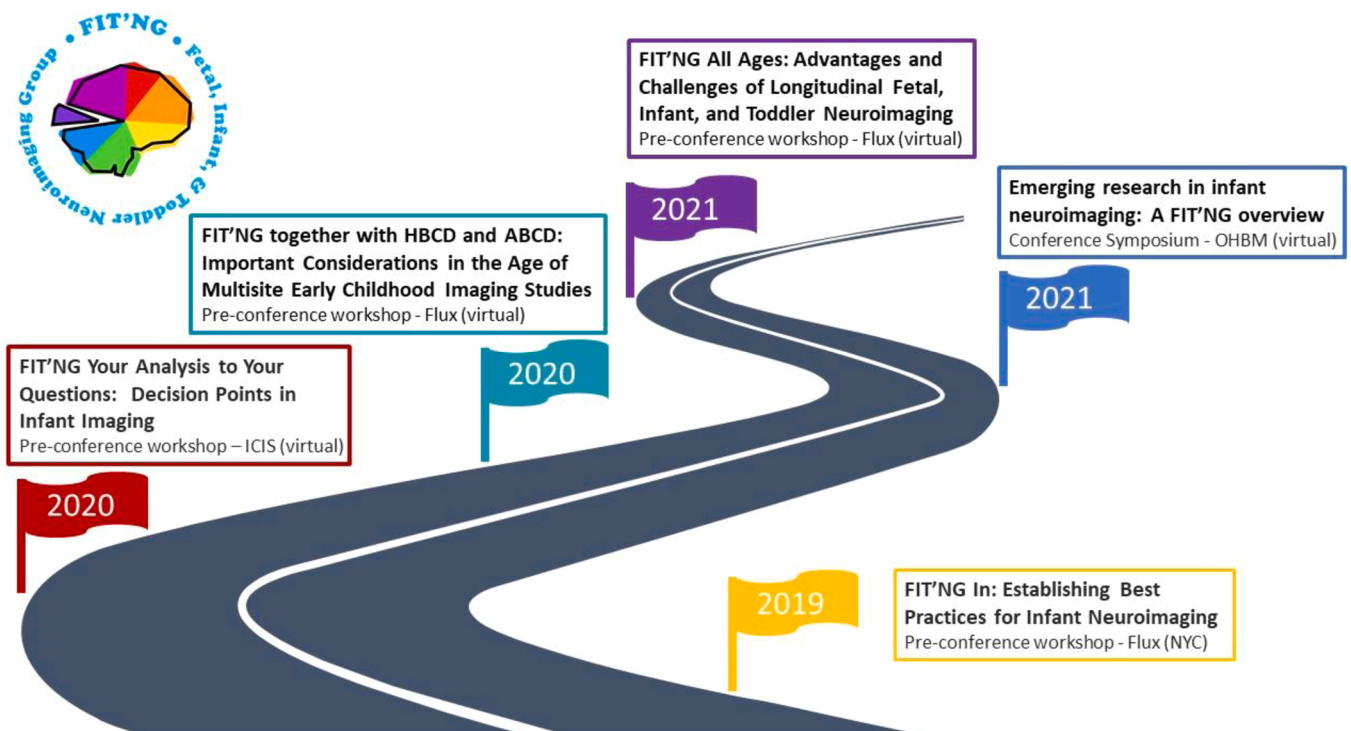 • FIT'NG • Fetal, Infant, & Toddler Neuroimaging Group
FIT'NG All Ages: Advantages and
Challenges of Longitudinal Fetal,
Infant, and Toddler Neuroimaging
Pre-conference workshop - Flux (virtual)
2021
Emerging research in infant
neuroimaging: A FIT'NG overview
Conference Symposium - OHBM (virtual)
2021
FIT'NG together with HBCD and ABCD:
Important Considerations in the Age of
Multisite Early Childhood Imaging Studies
Pre-conference workshop - Flux (virtual)
2020
FIT'NG Your Analysis to Your
Questions: Decision Points in
Infant Imaging
Pre-conference workshop – ICIS (virtual)
2020
2019
FIT'NG In: Establishing Best
Practices for Infant Neuroimaging
Pre-conference workshop - Flux (NYC)